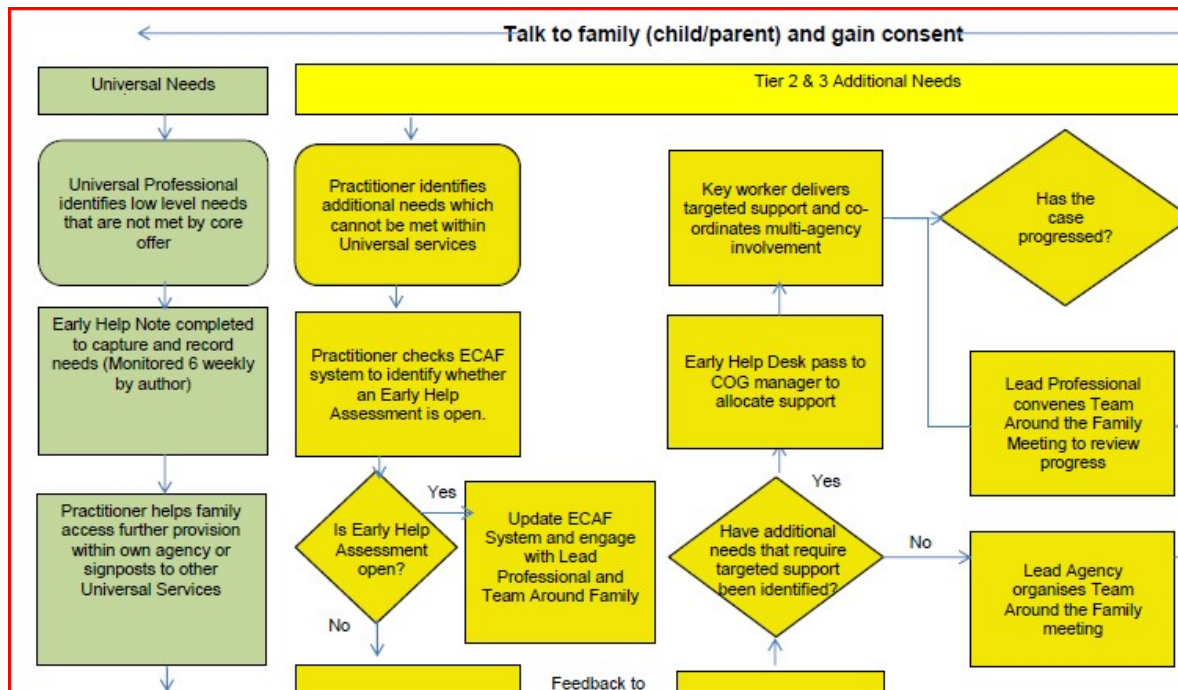 Talk to family (child/parent) and gain consent
Universal Needs
Tier 2 & 3 Additional Needs
Universal Professional
identifies low level needs
that are not met by core
offer
Practitioner identifies
additional needs which
cannot be met within
Universal services
Key worker delivers
targeted support and co-
ordinates multi-agency
involvement
Has the
case
progressed?
Early Help Note completed
to capture and record
needs (Monitored 6 weekly
by author)
Practitioner checks ECAF
system to identify whether
an Early Help
Assessment is open.
Early Help Desk pass to
COG manager to
allocate support
Lead Professional
convenes Team
Around the Family
Meeting to review
progress
Practitioner helps family
access further provision
within own agency or
signposts to other
Universal Services
Is Early Help
Assessment
open?
Yes
No
Update ECAF
System and engage
with Lead
Professional and
Team Around Family
Yes
Have additional
needs that require
targeted support
been identified?
No
Lead Agency
organises Team
Around the Family
meeting
Feedback to